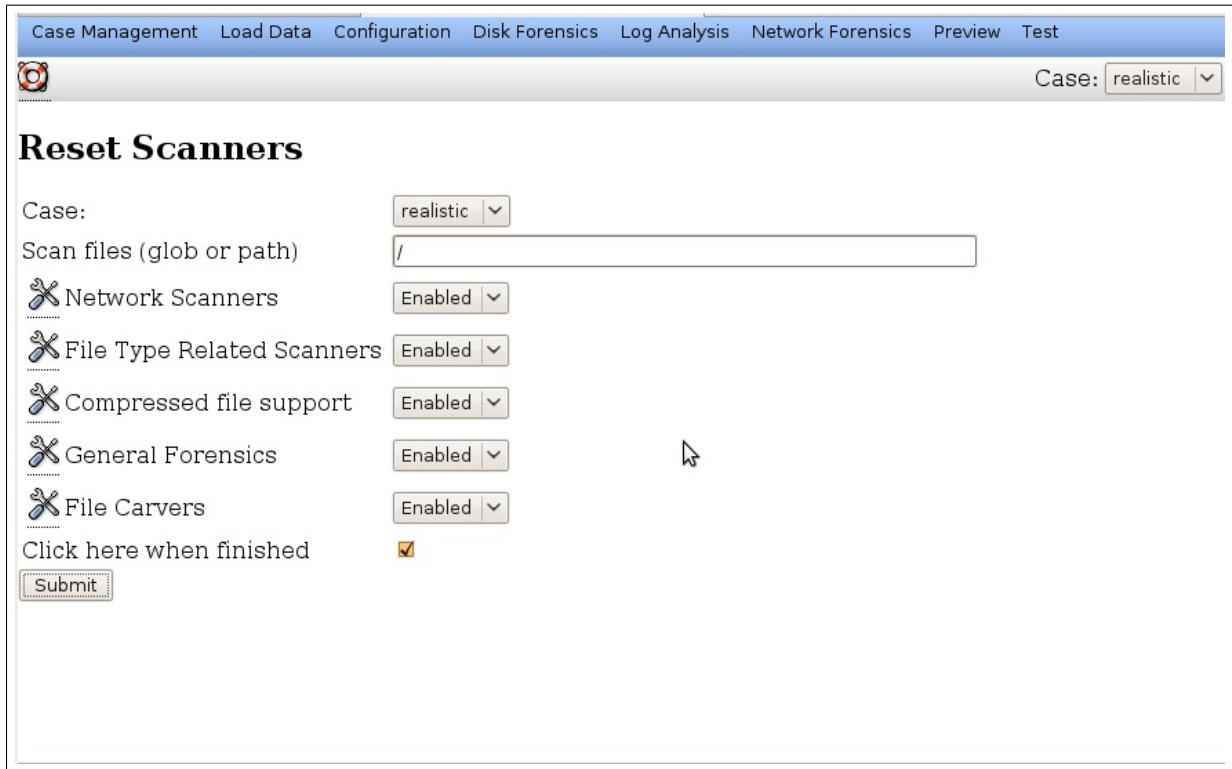 Case Management Load Data Configuration Disk Forensics Log Analysis Network Forensics Preview Test
Case: realistic
Reset Scanners
Case: realistic
Scan files (glob or path) /
Network Scanners Enabled
File Type Related Scanners Enabled
Compressed file support Enabled
General Forensics Enabled
File Carvers Enabled
Click here when finished
Submit